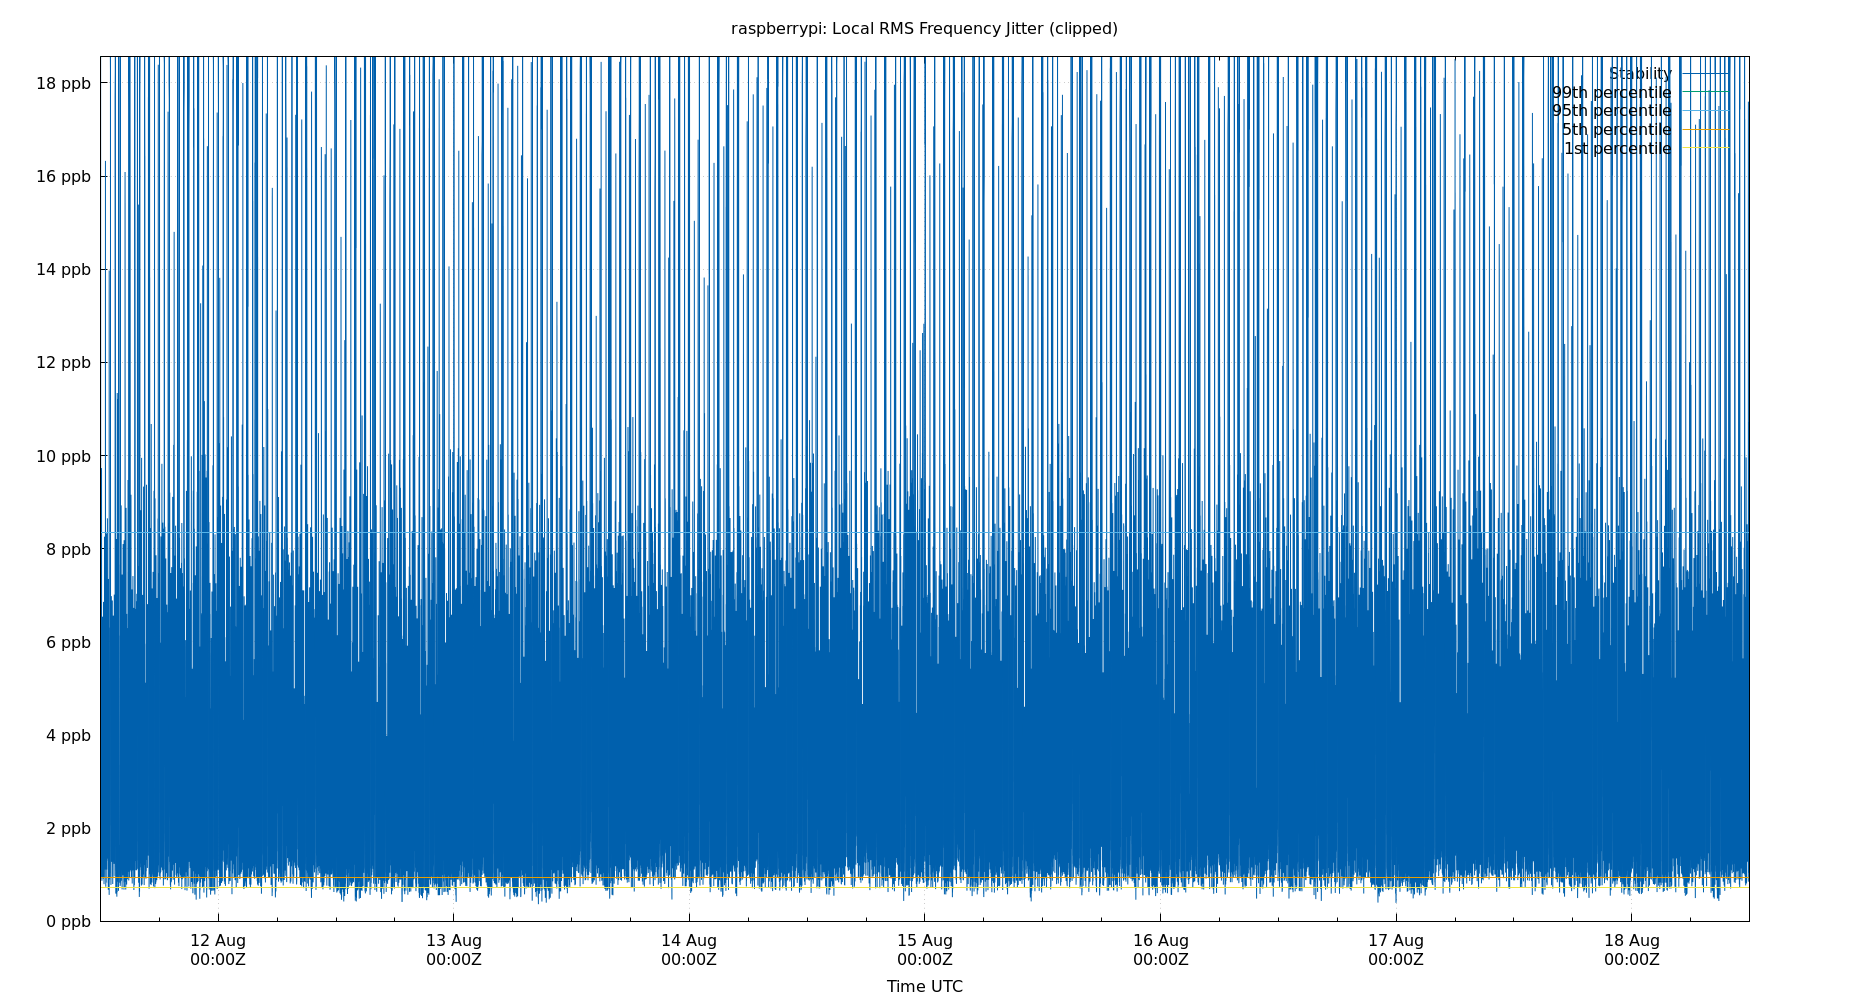 raspberrypi: Local RMS Frequency Jitter (clipped)
18 ppb
16 ppb
14 ppb
12 ppb
10 ppb
8 ppb
6 ppb
4 ppb
2 ppb
0 ppb
Stability
99th percentile
95th percentile
5th percentile
1st percentile
12 Aug 13 Aug 14 Aug 15 Aug 16 Aug 17 Aug 18 Aug
00:00Z 00:00Z 00:00Z 00:00Z 00:00Z 00:00Z 00:00Z
Time UTC